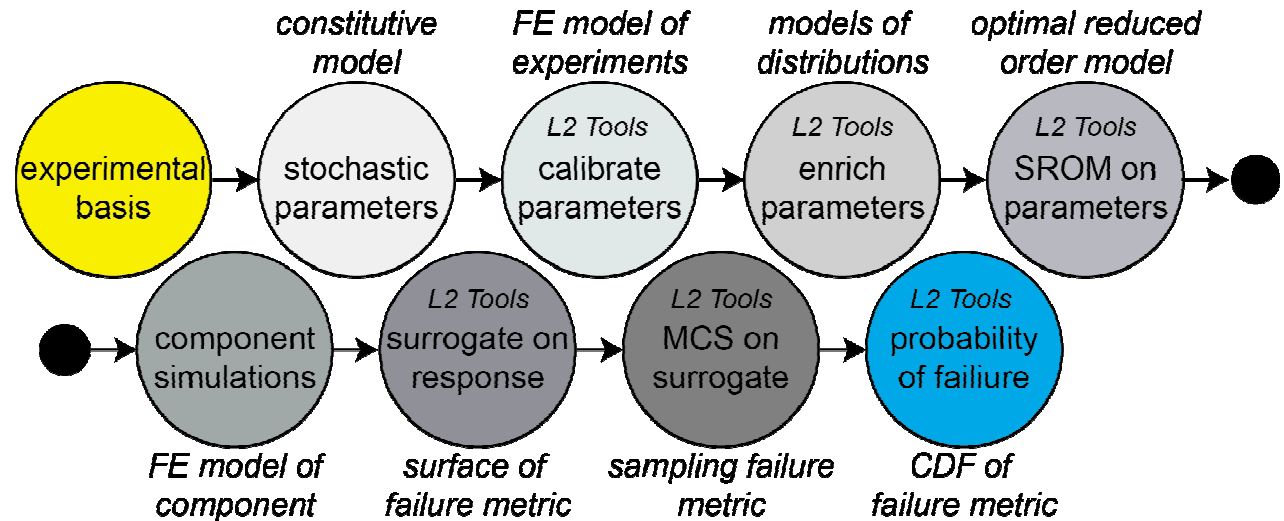 constitutive
model
FE model of
experiments
models of
distributions
optimal reduced
order model
experimental
basis
stochastic
parameters
L2 Tools
calibrate
parameters
L2 Tools
enrich
parameters
L2 Tools
SROM on
parameters
component
simulations
L2 Tools
surrogate on
response
L2 Tools
MCS on
surrogate
L2 Tools
probability
of failiure
FE model of
component
surface of
failure metric
sampling failure
metric
CDF of
failure metric